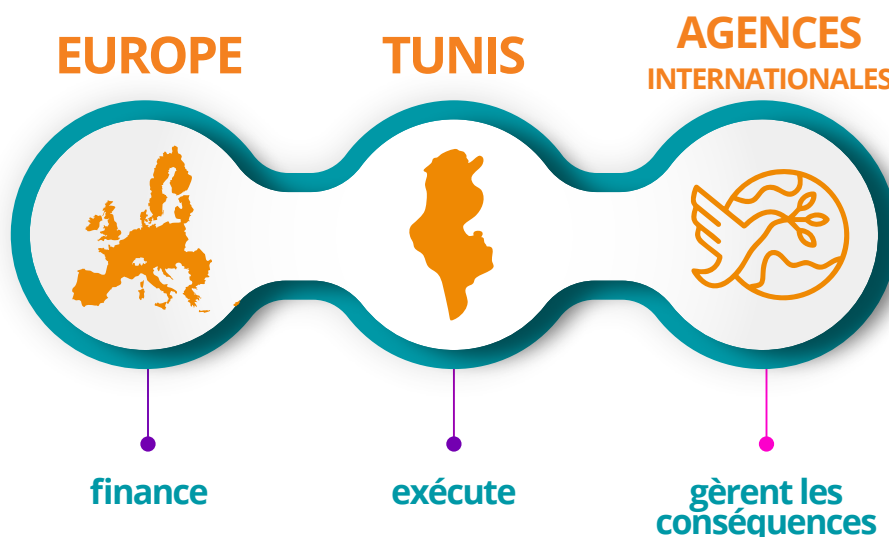 EUROPE
TUNIS
AGENCES
INTERNATIONALES
finance
exécute
gèrent les
conséquences